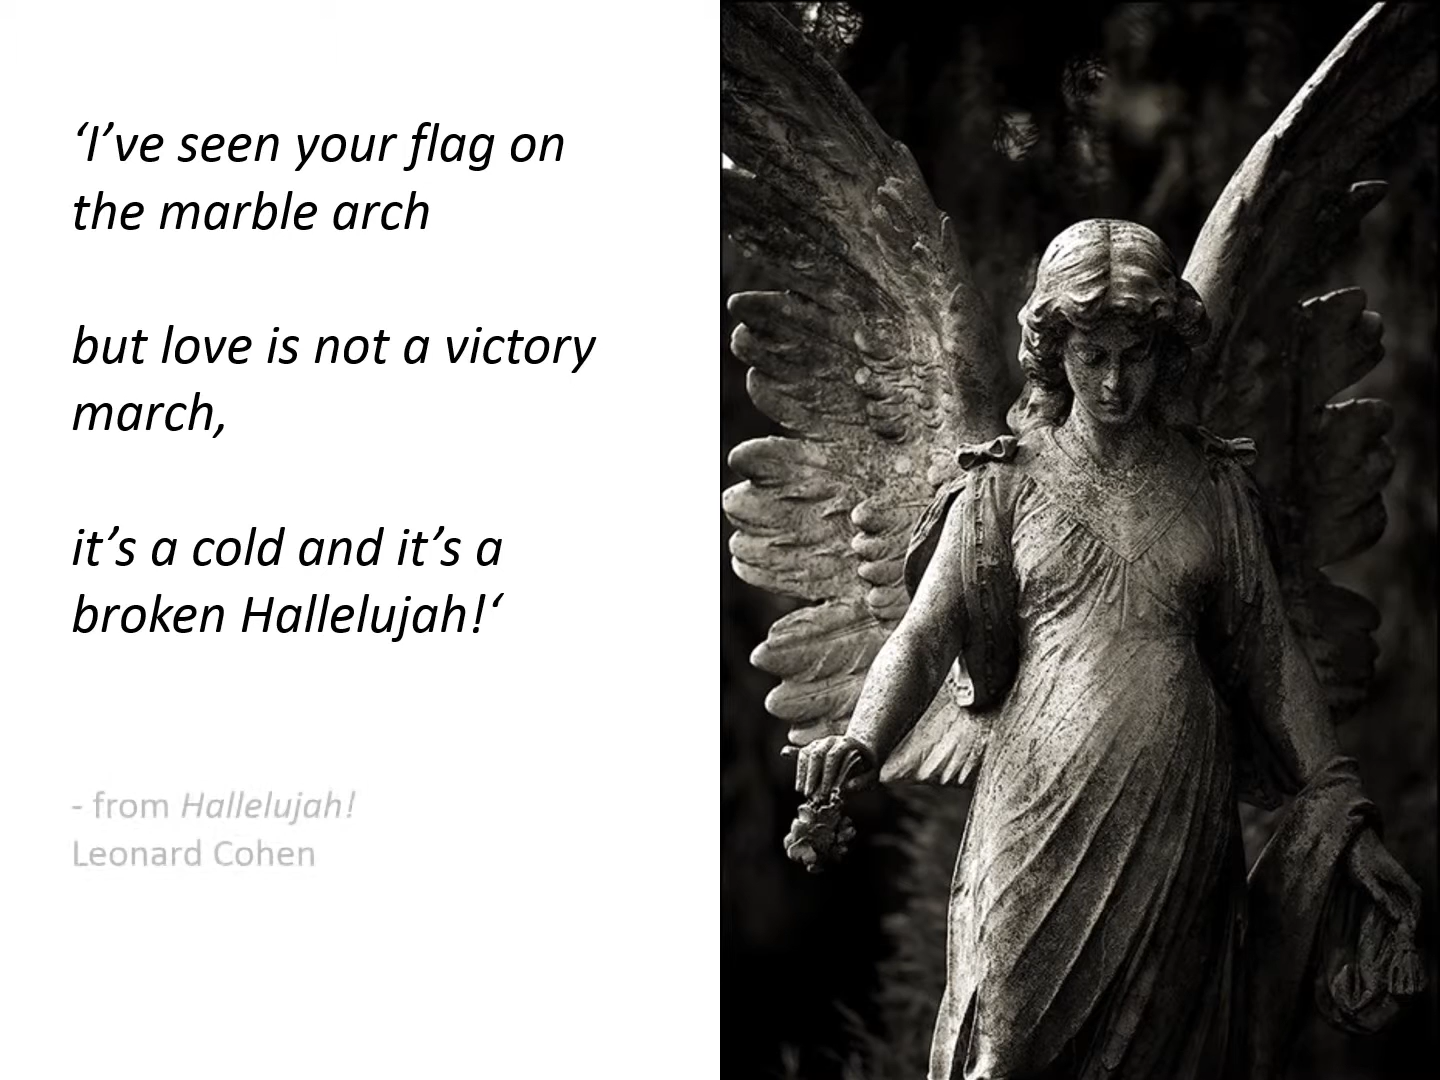 ‘I’ve seen your flag on
the marble arch
but love is not a victory
march,
it’s a cold and it’s a
broken Hallelujah!‘
- from Hallelujah!
Leonard Cohen